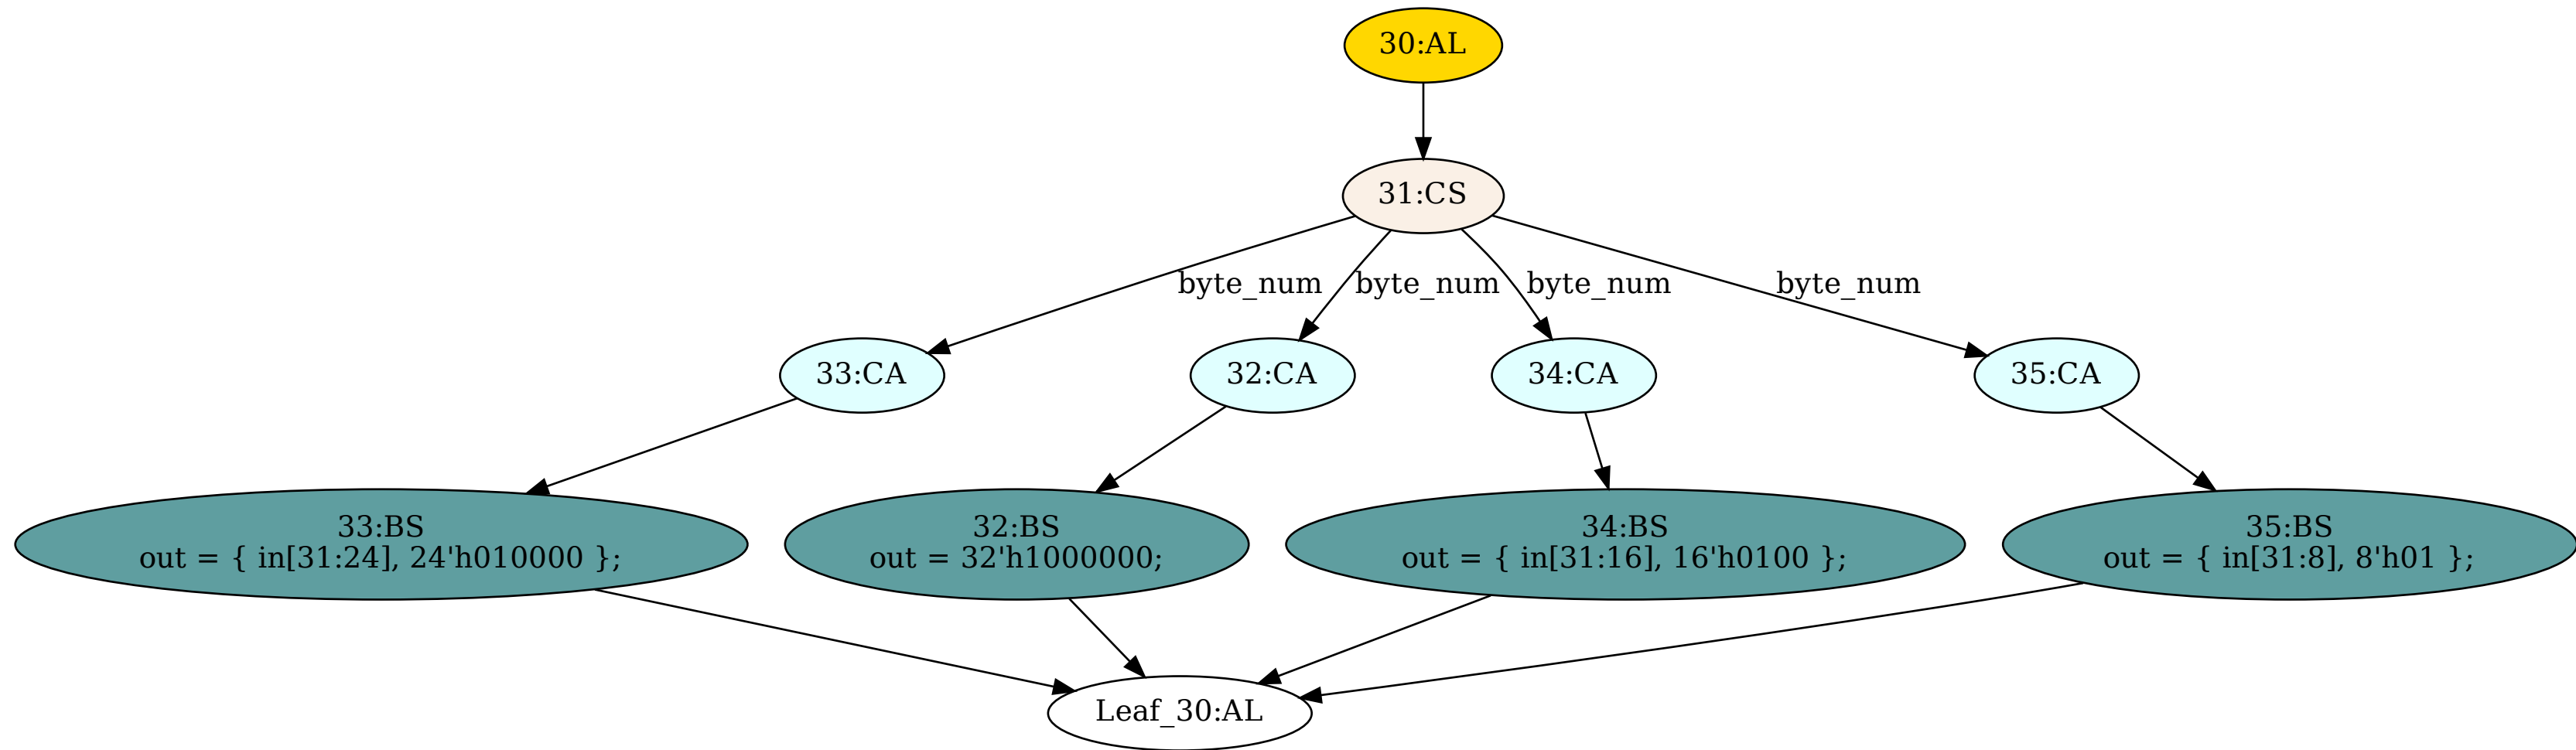 30:AL
31:CS
byte_num
byte_num
byte_num
byte_num
33:CA
32:CA
34:CA
35:CA
33:BS
out = { in[31:24], 24'h010000 };
32:BS
out = 32'h1000000;
34:BS
out = { in[31:16], 16'h0100 };
35:BS
out = { in[31:8], 8'h01 };
Leaf_30:AL